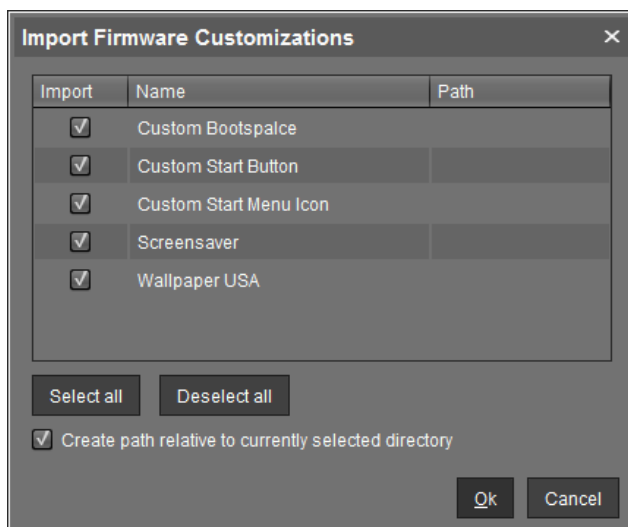 Import Firmware Customizations
Import Name Path
Custom Bootspalce
Custom Start Button
Custom Start Menu Icon
Screensaver
Wallpaper USA
Select all Deselect all
Create path relative to currently selected directory
Ok Cancel